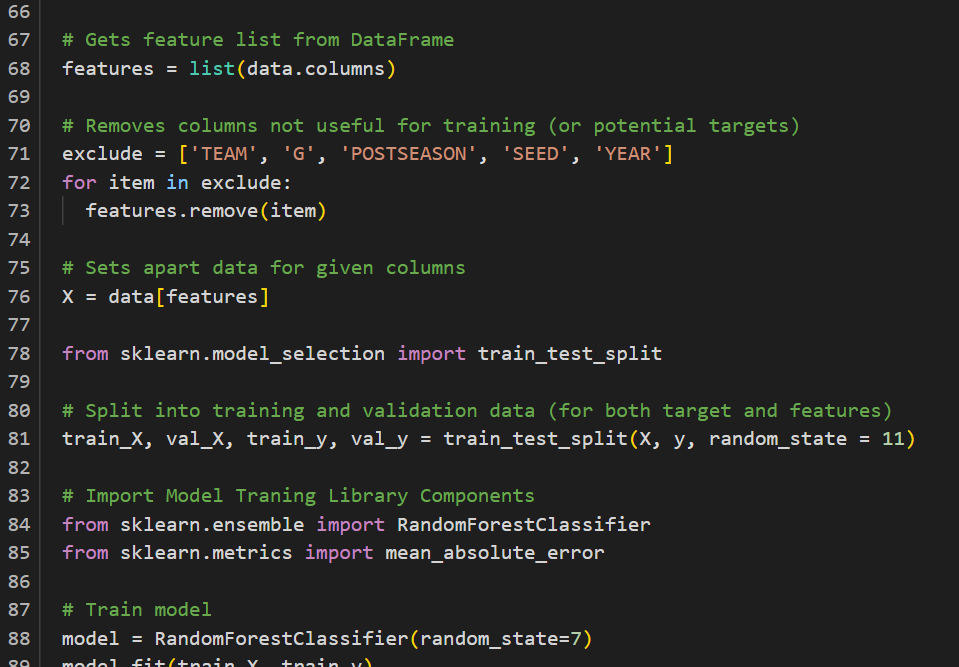 66
67 # Gets feature list from DataFrame
68 features = list(data.columns)
69
70 # Removes columns not useful for training (or potential targets)
71 exclude = ['TEAM', 'G', 'POSTSEASON', 'SEED', 'YEAR']
72 for item in exclude:
73   features.remove(item)
74
75 # Sets apart data for given columns
76 X = data[features]
77
78 from sklearn.model_selection import train_test_split
79
80 # Split into training and validation data (for both target and features)
81 train_X, val_X, train_y, val_y = train_test_split(X, y, random_state = 11)
82
83 # Import Model Traning Library Components
84 from sklearn.ensemble import RandomForestClassifier
85 from sklearn.metrics import mean_absolute_error
86
87 # Train model
88 model = RandomForestClassifier(random_state=7)
89 model.fit(train_X, train_y)